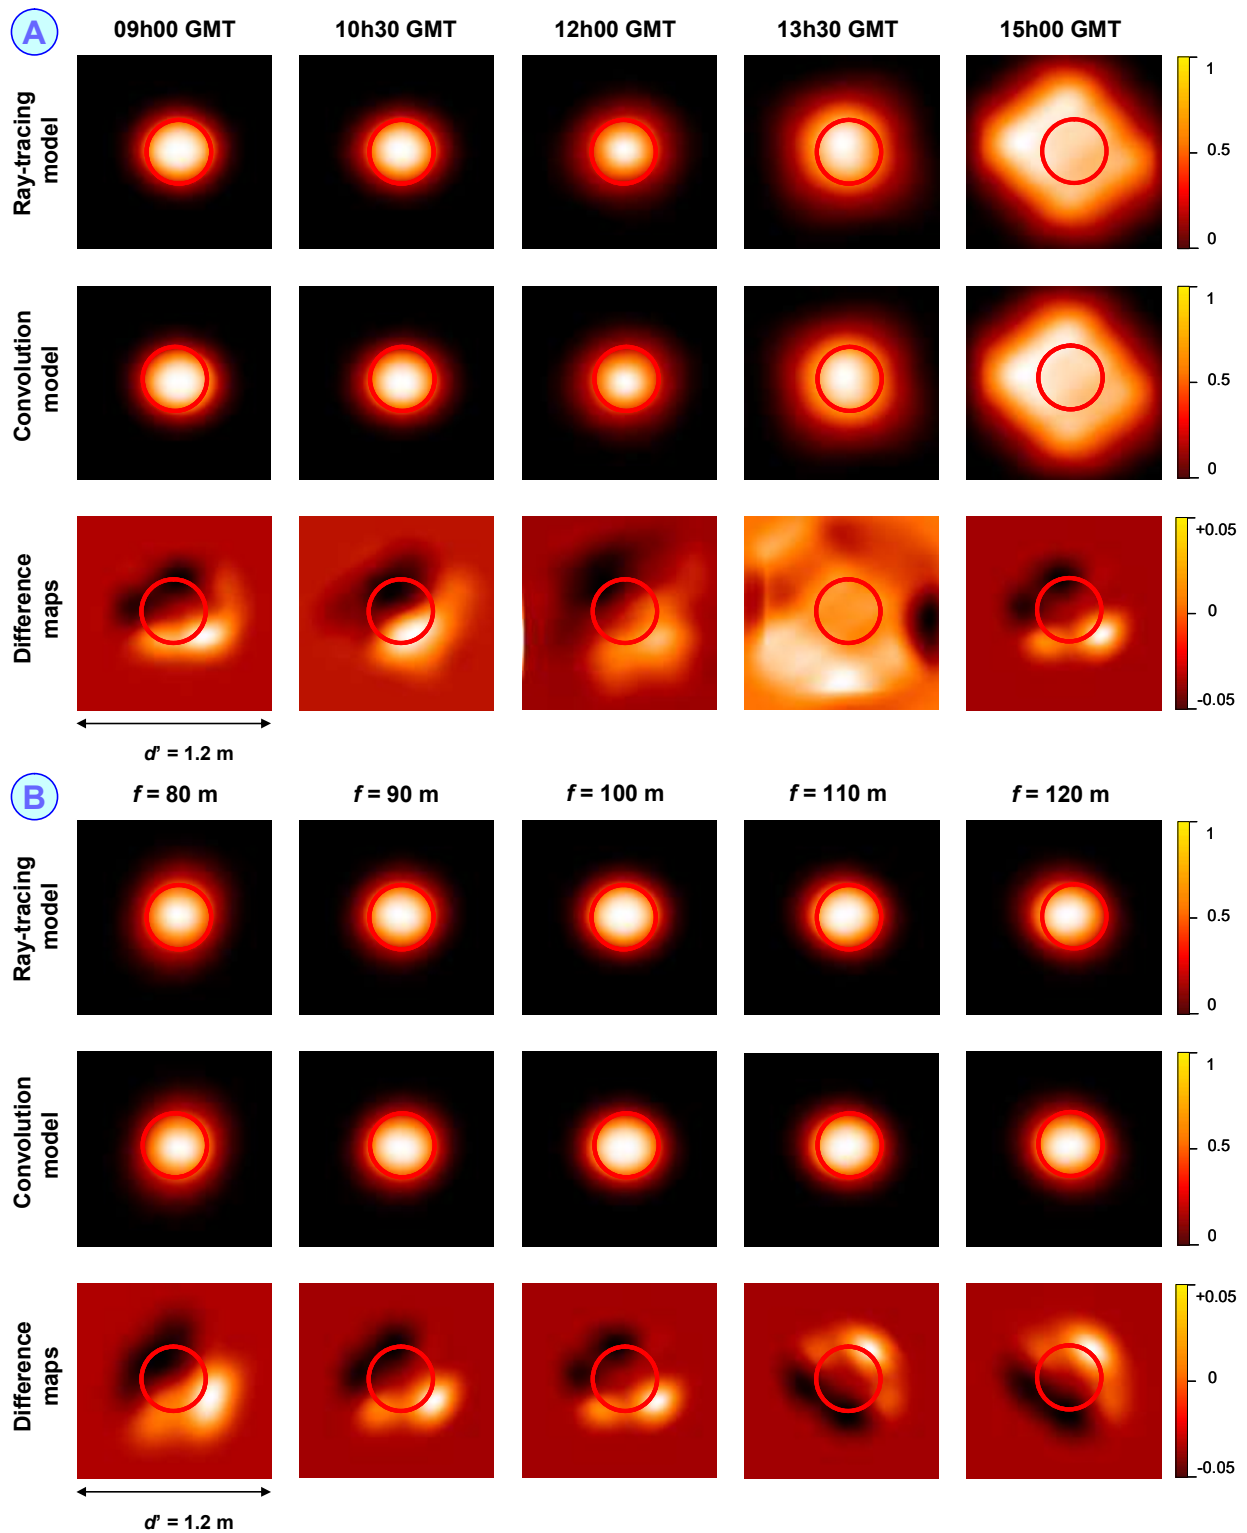 A
09h00 GMT 10h30 GMT 12h00 GMT 13h30 GMT 15h00 GMT
Ray-tracing
model
1
0.5
0
Convolution
model
1
0.5
0
Difference
maps
+0.05
0
-0.05
d' = 1.2 m
B
f = 80 m f = 90 m f = 100 m f = 110 m f = 120 m
Ray-tracing
model
1
0.5
0
Convolution
model
1
0.5
0
Difference
maps
+0.05
0
-0.05
d' = 1.2 m